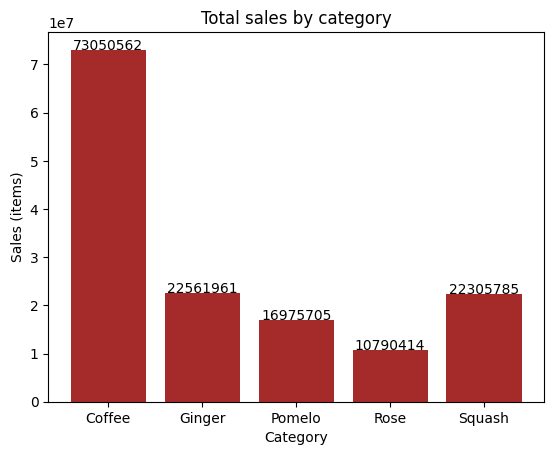 Total sales by category
1e7
73050562
22561961
16975705
10790414
22305785
7
6
5
4
3
2
1
0
Sales (items)
Coffee Ginger Pomelo Rose Squash
Category